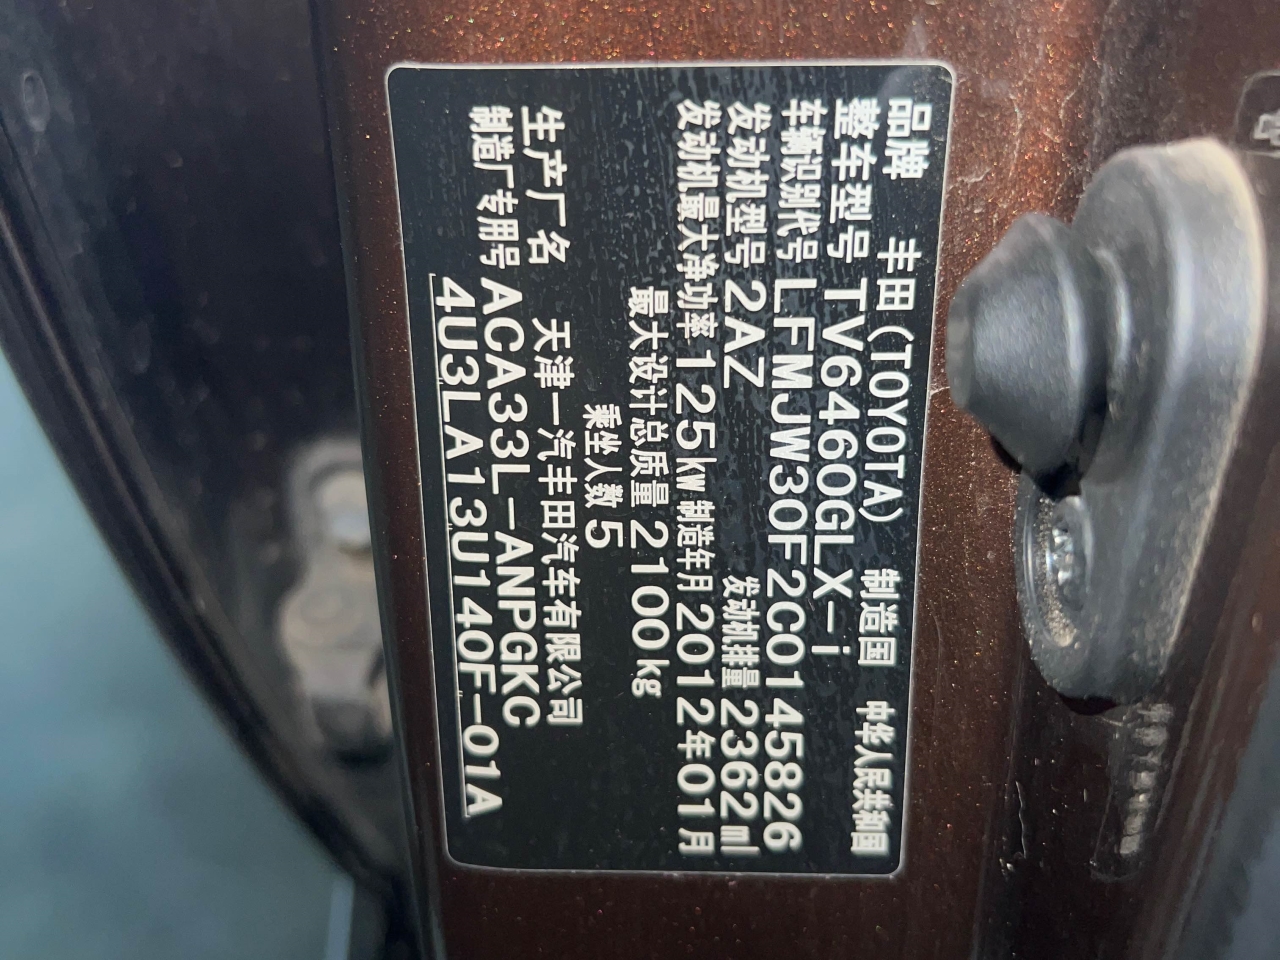 品牌 丰田(TOYOTA) 制造国 中华人民共和国
整车型号 TV6460GLX-i
车辆识别代号 LFMJW30F2C0145826
发动机型号 2AZ 发动机排量 2362ml
发动机最大净功率 125kW 制造年月 2012年01月
最大设计总质量 2100kg
乘坐人数 5
生产厂名 天津一汽丰田汽车有限公司
制造厂专用号 ACA33L-ANPGKC
4U3LA13U140F-01A